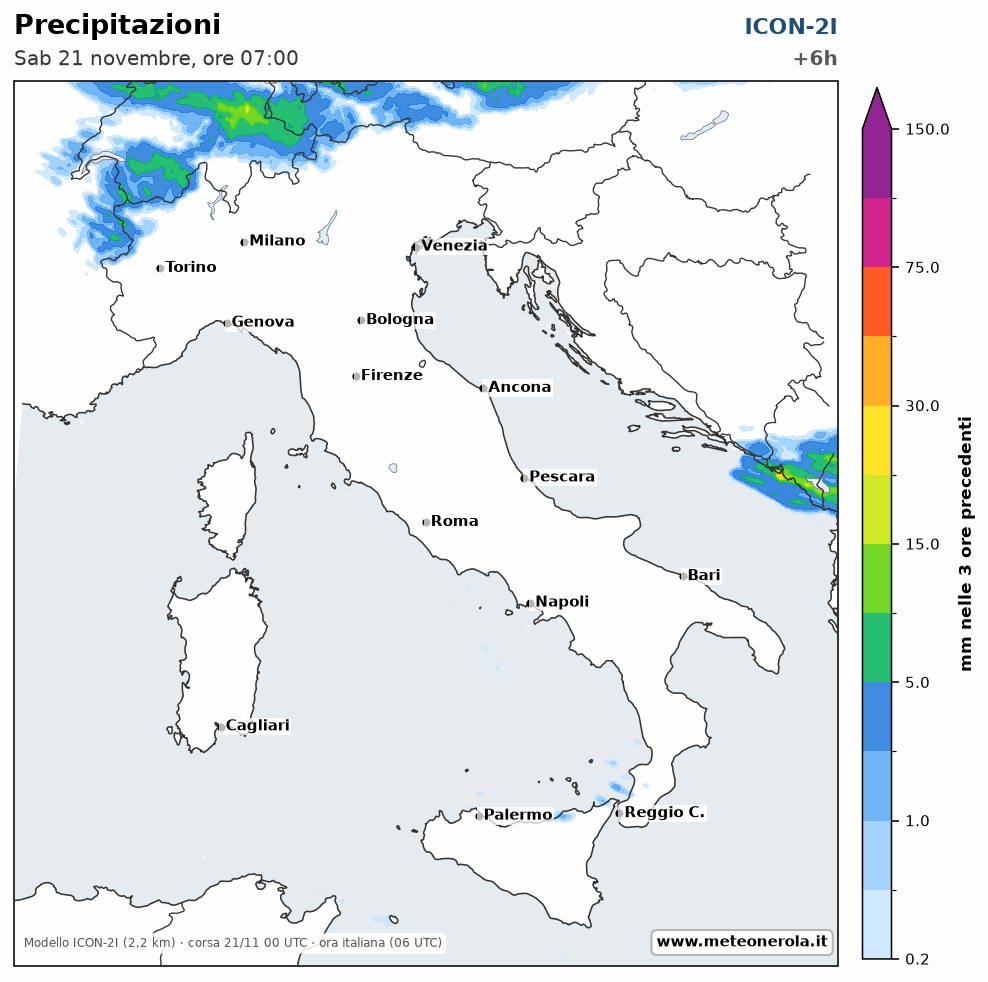 Precipitazioni
ICON-2I
Sab 21 novembre, ore 07:00
+6h
150.0
75.0
30.0
15.0
5.0
1.0
0.2
mm nelle 3 ore precedenti
Milano
Venezia
Torino
Genova
Bologna
Firenze
Ancona
Pescara
Roma
Bari
Napoli
Cagliari
Palermo
Reggio C.
Modello ICON-2I (2,2 km) · corsa 21/11 00 UTC · ora italiana (06 UTC)
www.meteonerola.it